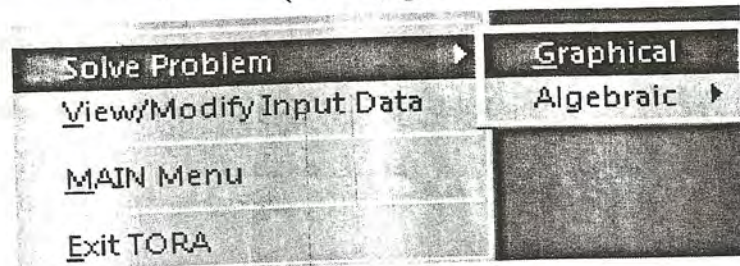 Solve Problem
View/Modify Input Data
MAIN Menu
Exit TORA
Graphical
Algebraic